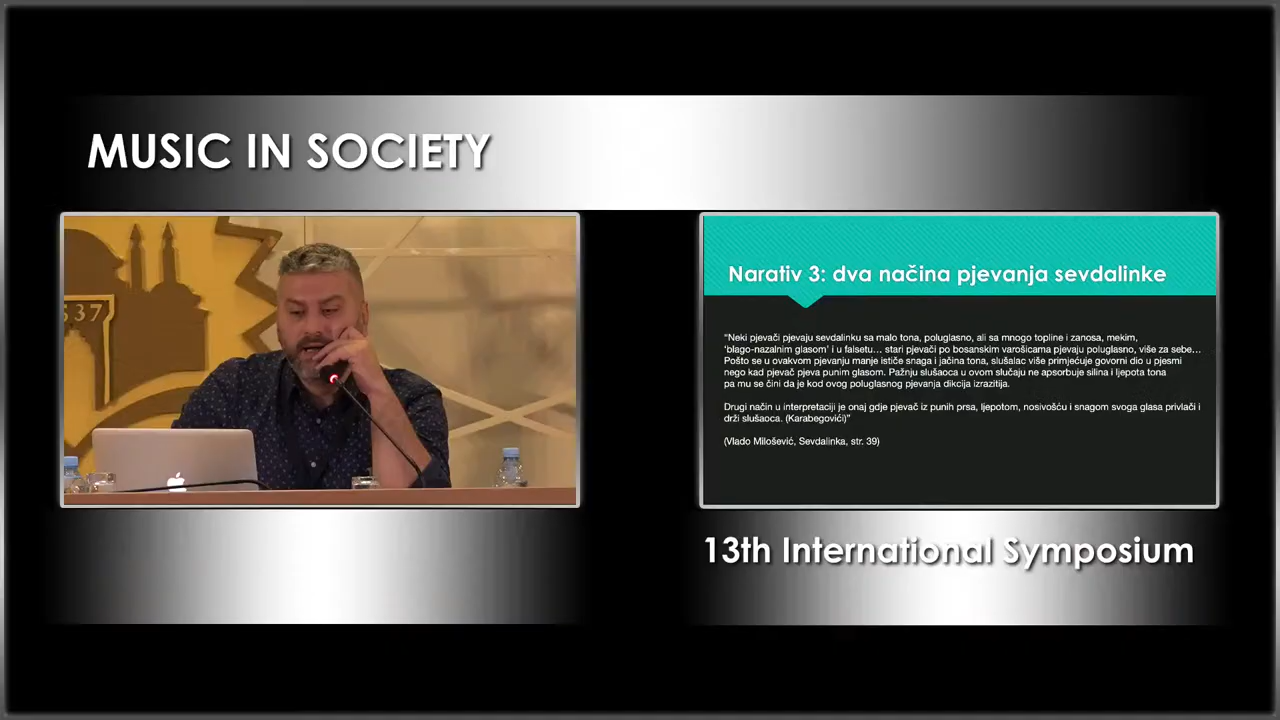 MUSIC IN SOCIETY
537
Narativ 3: dva načina pjevanja sevdalinke
"Neki pjevači pjevaju sevdalinku sa malo tona, poluglasno, ali sa mnogo topline i zanosa, mekim,
'blago-nazalnim glasom' i u falsetu... stari pjevači po bosanskim varošicama pjevaju poluglasno, više za sebe...
Pošto se u ovakvom pjevanju manje ističe snaga i jačina tona, slušalac više primjećuje govorni dio u pjesmi
nego kad pjevač pjeva punim glasom. Pažnju slušaoca u ovom slučaju ne apsorbuje silina i ljepota tona
pa mu se čini da je kod ovog poluglasnog pjevanja dikcija izrazitija.
Drugi način u interpretaciji je onaj gdje pjevač iz punih prsa, ljepotom, nosivošću i snagom svoga glasa privlači i
drži slušaoca. (Karabegović)"
(Vlado Milošević, Sevdalinka, str. 39)
13th International Symposium